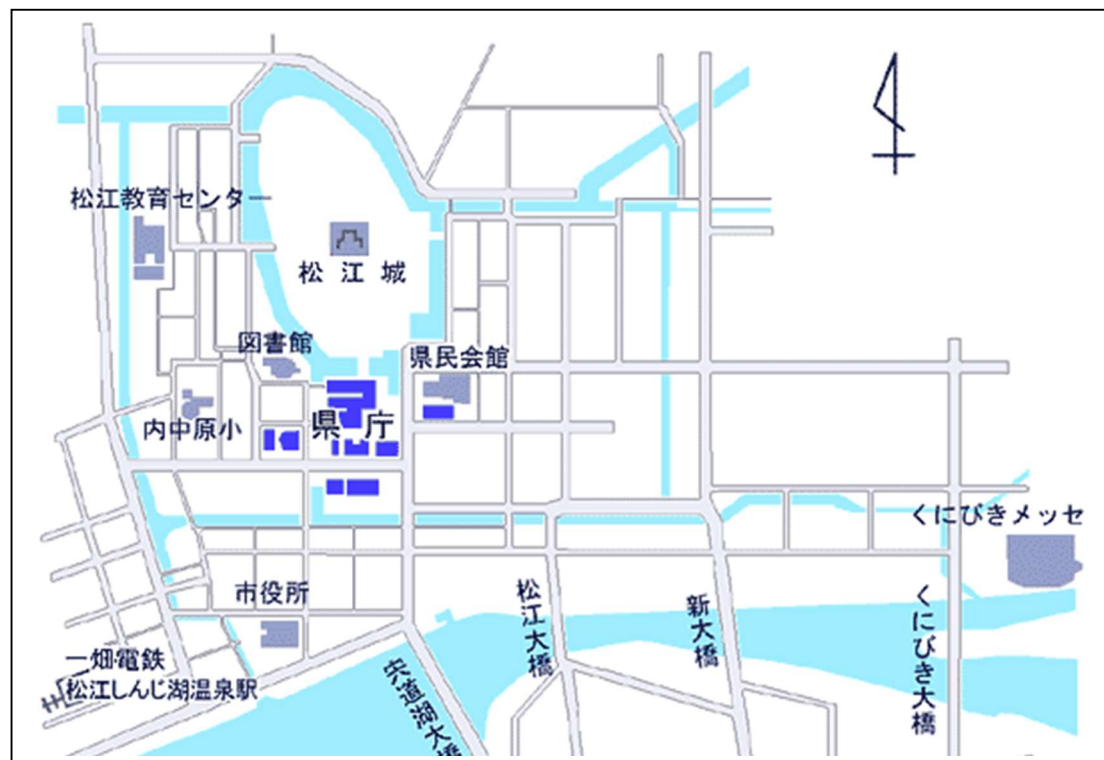 松江教育センター
松江城
図書館
県民会館
内中原小
県庁
くにびきメッセ
市役所
松江大橋
新大橋
くにびき大橋
一畑電鉄
松江しんじ湖温泉駅
宍道湖大橋